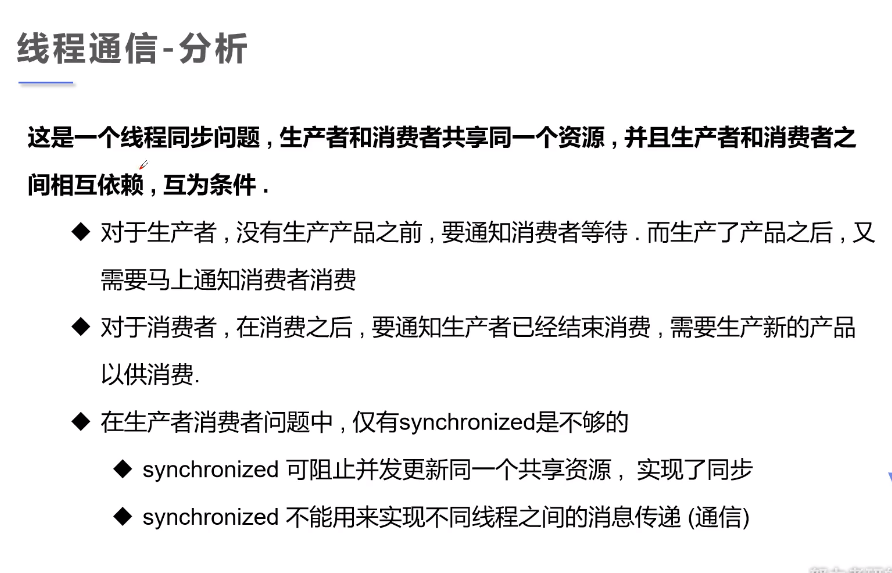 线程通信-分析
这是一个线程同步问题 , 生产者和消费者共享同一个资源 , 并且生产者和消费者之
间相互依赖 , 互为条件 .
◆ 对于生产者 , 没有生产产品之前 , 要通知消费者等待 . 而生产了产品之后 , 又
需要马上通知消费者消费
◆ 对于消费者 , 在消费之后 , 要通知生产者已经结束消费 , 需要生产新的产品
以供消费.
◆ 在生产者消费者问题中 , 仅有synchronized是不够的
◆ synchronized 可阻止并发更新同一个共享资源 , 实现了同步
◆ synchronized 不能用来实现不同线程之间的消息传递 (通信)